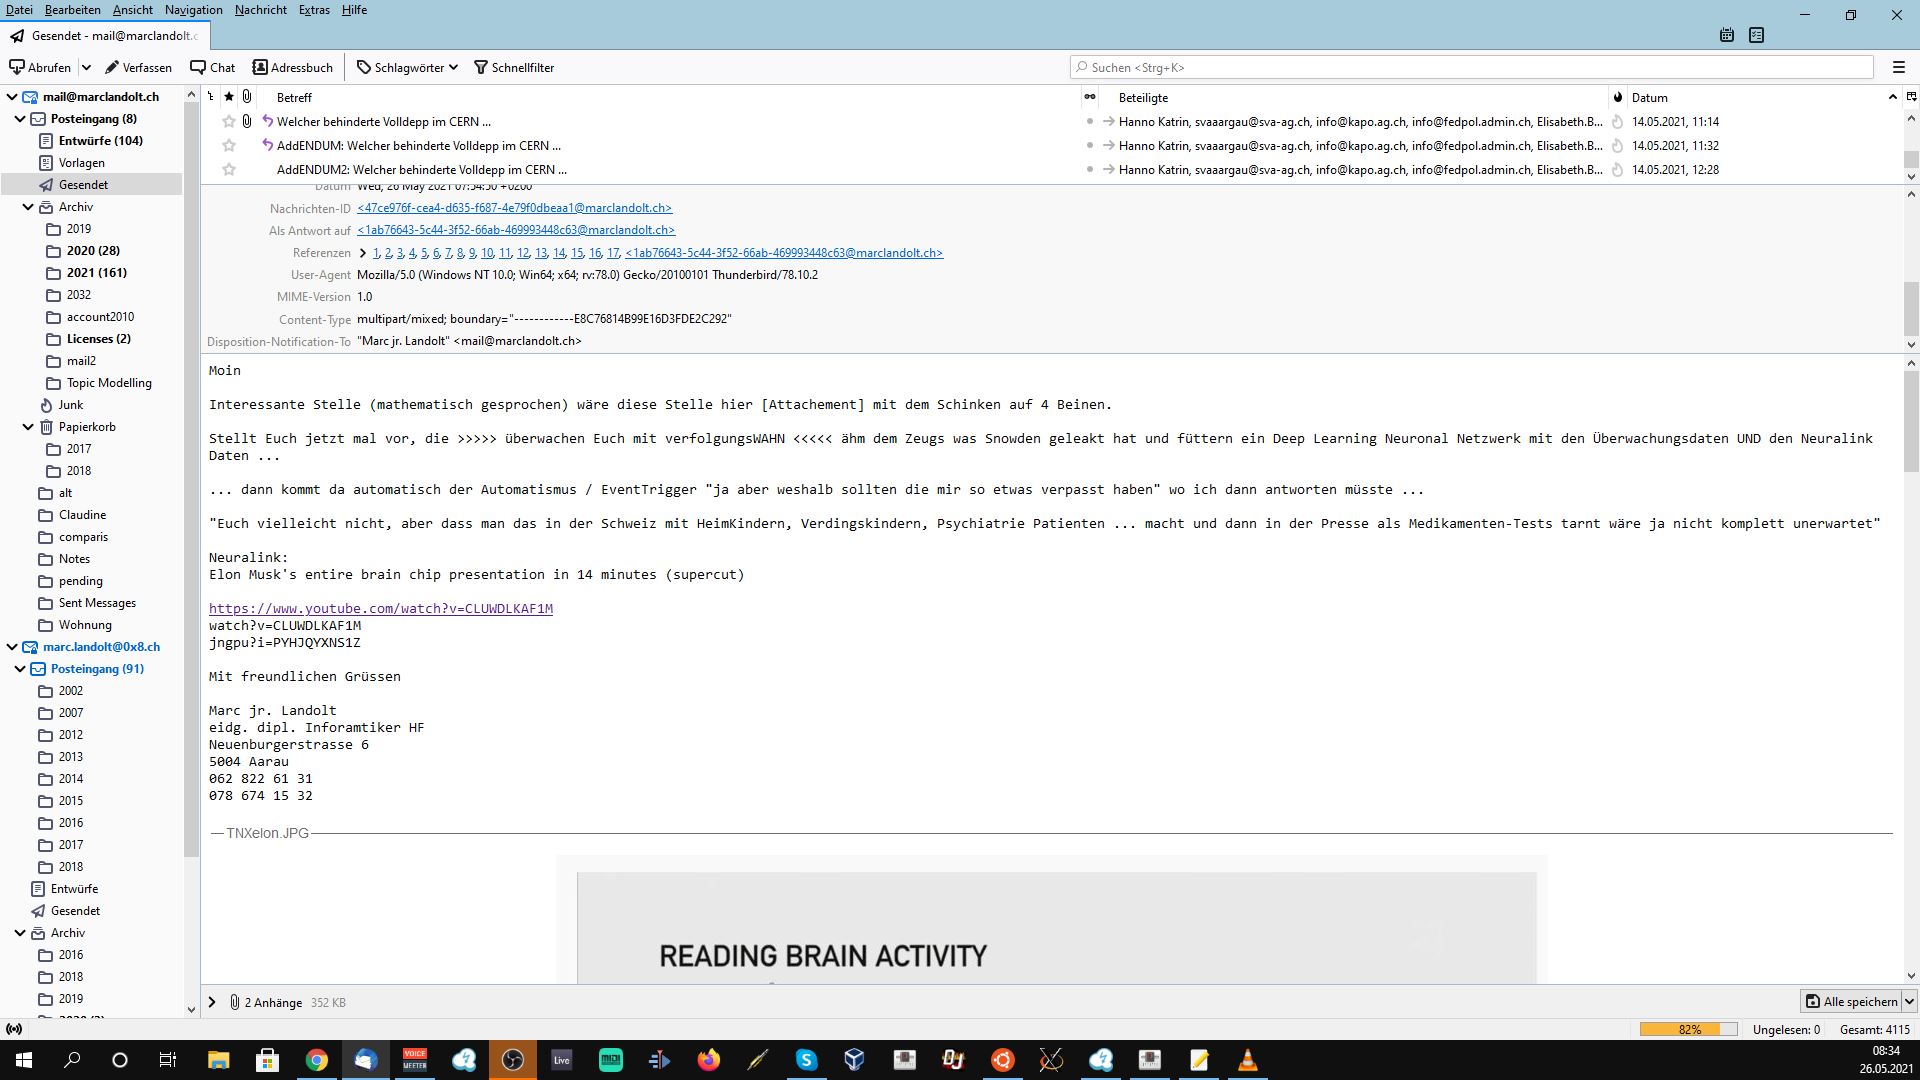 Datei Bearbeiten Ansicht Navigation Nachricht Extras Hilfe
Gesendet - mail@marclandolt.c
Abrufen Verfassen Chat Adressbuch Schlagwörter Schnellfilter
Suchen <Strg+K>
mail@marclandolt.ch
Posteingang (8)
Entwürfe (104)
Vorlagen
Gesendet
Archiv
2019
2020 (28)
2021 (161)
2032
account2010
Licenses (2)
mail2
Topic Modelling
Junk
Papierkorb
2017
2018
alt
Claudine
comparis
Notes
pending
Sent Messages
Wohnung
marc.landolt@0x8.ch
Posteingang (91)
2002
2007
2012
2013
2014
2015
2016
2017
2018
Entwürfe
Gesendet
Archiv
2016
2018
2019
Betreff Beteiligte Datum
Welcher behinderte Volldepp im CERN ... Hanno Katrin, svaaargau@sva-ag.ch, info@kapo.ag.ch, info@fedpol.admin.ch, Elisabeth.B... 14.05.2021, 11:14
AddENDUM: Welcher behinderte Volldepp im CERN ... Hanno Katrin, svaaargau@sva-ag.ch, info@kapo.ag.ch, info@fedpol.admin.ch, Elisabeth.B... 14.05.2021, 11:32
AddENDUM2: Welcher behinderte Volldepp im CERN ... Hanno Katrin, svaaargau@sva-ag.ch, info@kapo.ag.ch, info@fedpol.admin.ch, Elisabeth.B... 14.05.2021, 12:28
Datum Wed, 26 May 2021 +0200
Nachrichten-ID <47ce976f-cea4-d635-f687-4e79f0dbeaa1@marclandolt.ch>
Als Antwort auf <1ab76643-5c44-3f52-66ab-469993448c63@marclandolt.ch>
Referenzen 1, 2, 3, 4, 5, 6, 7, 8, 9, 10, 11, 12, 13, 14, 15, 16, 17, <1ab76643-5c44-3f52-66ab-469993448c63@marclandolt.ch>
User-Agent Mozilla/5.0 (Windows NT 10.0; Win64; x64; rv:78.0) Gecko/20100101 Thunderbird/78.10.2
MIME-Version 1.0
Content-Type multipart/mixed; boundary="------------E8C76814B99E16D3FDE2C292"
Disposition-Notification-To "Marc jr. Landolt" <mail@marclandolt.ch>
Moin
Interessante Stelle (mathematisch gesprochen) wäre diese Stelle hier [Attachement] mit dem Schinken auf 4 Beinen.
Stellt Euch jetzt mal vor, die >>>>> überwachen Euch mit verfolgungsWAHN <<<<< ähm dem Zeugs was Snowden geleakt hat und füttern ein Deep Learning Neuronal Netzwerk mit den Überwachungsdaten UND den Neuralink
Daten ...
... dann kommt da automatisch der Automatismus / EventTrigger "ja aber weshalb sollten die mir so etwas verpasst haben" wo ich dann antworten müsste ...
"Euch vielleicht nicht, aber dass man das in der Schweiz mit HeimKindern, Verdingskindern, Psychiatrie Patienten ... macht und dann in der Presse als Medikamenten-Tests tarnt wäre ja nicht komplett unerwartet"
Neuralink:
Elon Musk's entire brain chip presentation in 14 minutes (supercut)
https://www.youtube.com/watch?v=CLUWDLKAF1M
watch?v=CLUWDLKAF1M
jngpu?i=PYHJQYXNS1Z
Mit freundlichen Grüssen
Marc jr. Landolt
eidg. dipl. Inforamtiker HF
Neuenburgerstrasse 6
5004 Aarau
062 822 61 31
078 674 15 32
TNXelon.JPG
READING BRAIN ACTIVITY
2 Anhänge 352 KB
Alle speichern
82% Ungelesen: 0 Gesamt: 4115
VOICE MEETER
Live
MIDI
08:34
26.05.2021